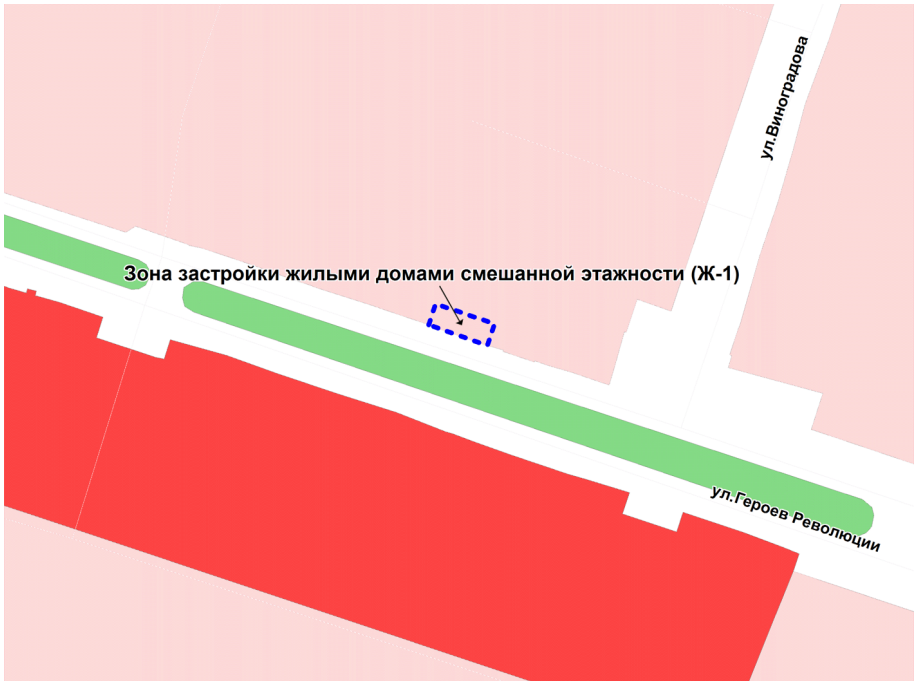 ул.Виноградова
Зона застройки жилыми домами смешанной этажности (Ж-1)
ул.Героев Революции